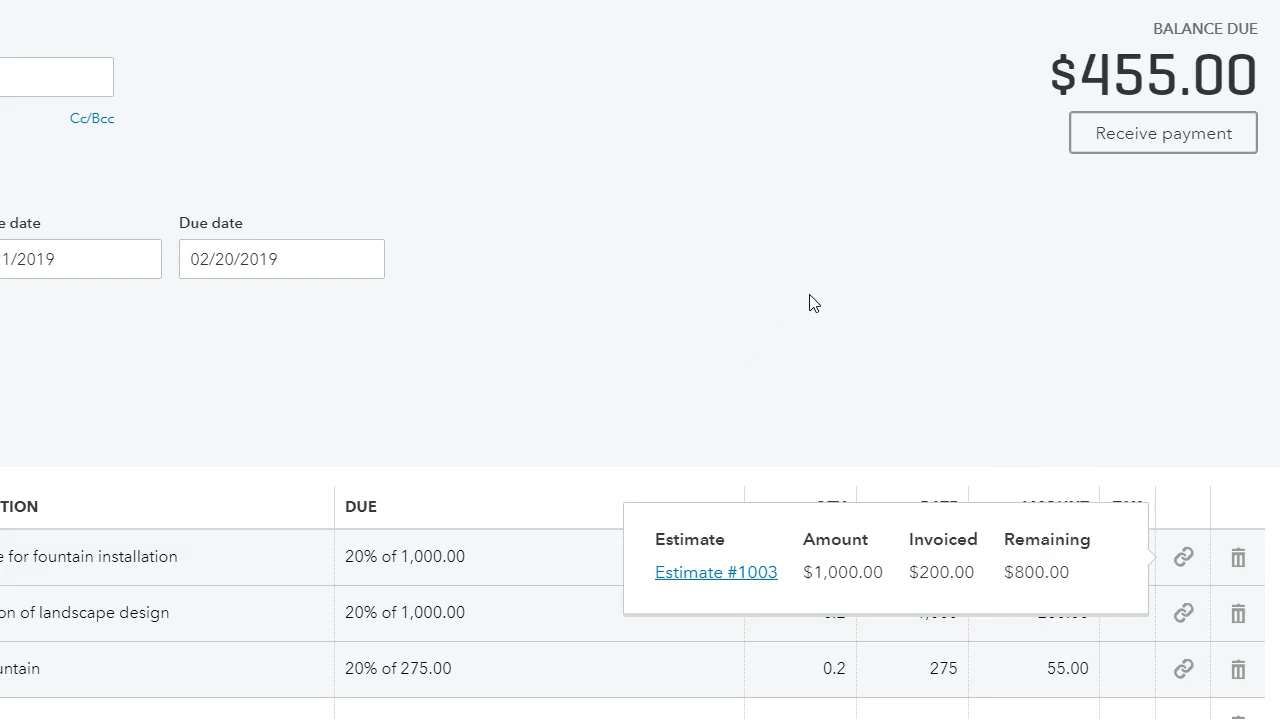 BALANCE DUE
$455.00
Cc/Bcc
Receive payment
e date
Due date
1/2019
02/20/2019
TION
DUE
Estimate
Amount
Invoiced
Remaining
e for fountain installation
20% of 1,000.00
Estimate #1003
$1,000.00
$200.00
$800.00
on of landscape design
20% of 1,000.00
untain
20% of 275.00
0.2
275
55.00